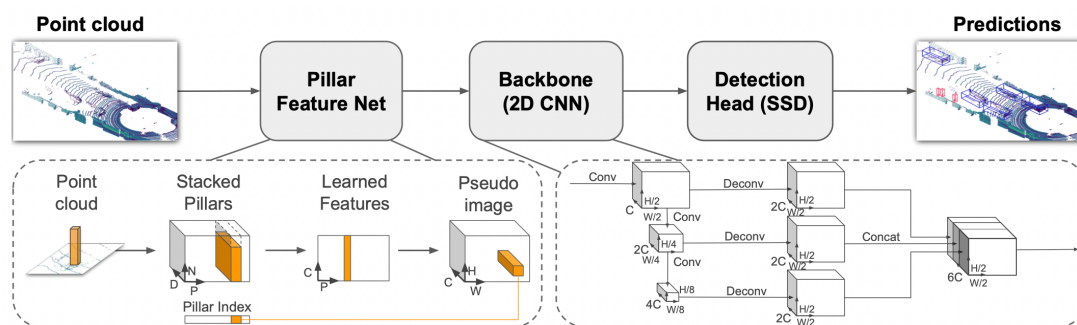 Point cloud
Predictions
Pillar
Feature Net
Backbone
(2D CNN)
Detection
Head (SSD)
Point
cloud
Stacked
Pillars
Learned
Features
Pseudo
image
D
N
P
C
P
C
H
W
Pillar Index
Conv
C
H/2
W/2
Conv
2C
H/4
W/4
Conv
4C
H/8
W/8
Deconv
2C
H/2
W/2
Deconv
2C
H/2
W/2
Deconv
2C
H/2
W/2
Concat
6C
H/2
W/2